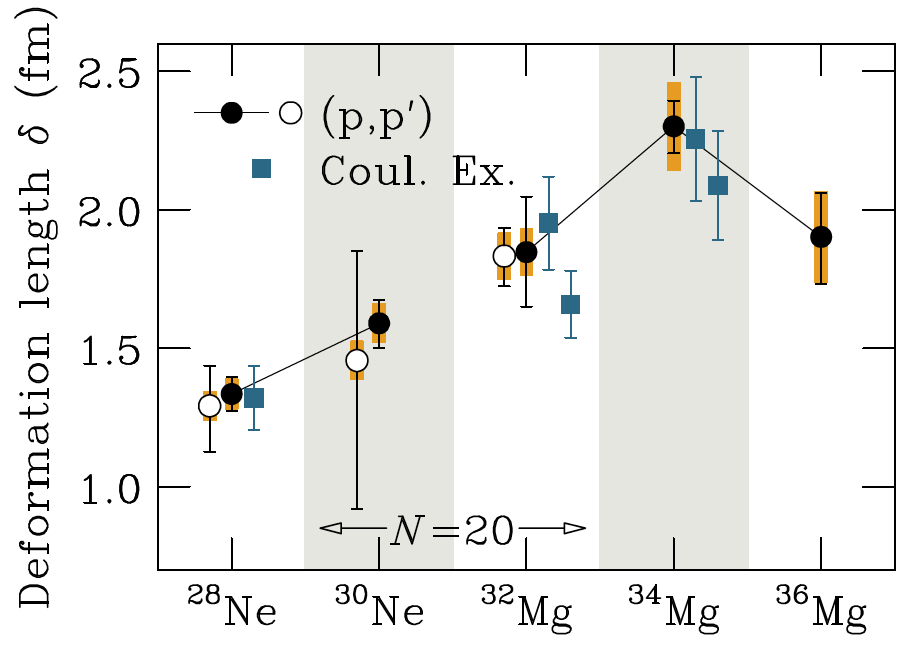 Deformation length δ (fm)
2.5
2.0
1.5
1.0
(p,p′)
Coul. Ex.
N=20
²⁸Ne
³⁰Ne
³²Mg
³⁴Mg
³⁶Mg